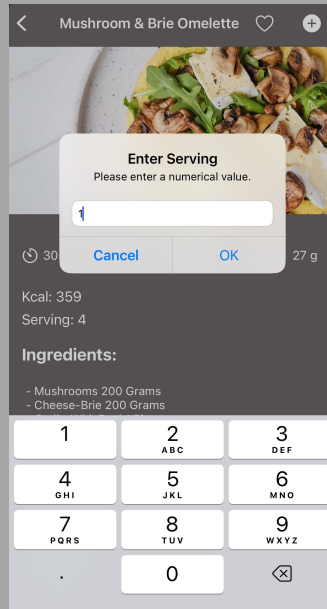 Mushroom & Brie Omelette
Enter Serving
Please enter a numerical value.
1
Cancel OK
30 27 g
Kcal: 359
Serving: 4
Ingredients:
- Mushrooms 200 Grams
- Cheese-Brie 200 Grams
1 2 3
ABC DEF
4 5 6
GHI JKL MNO
7 8 9
PQRS TUV WXYZ
. 0